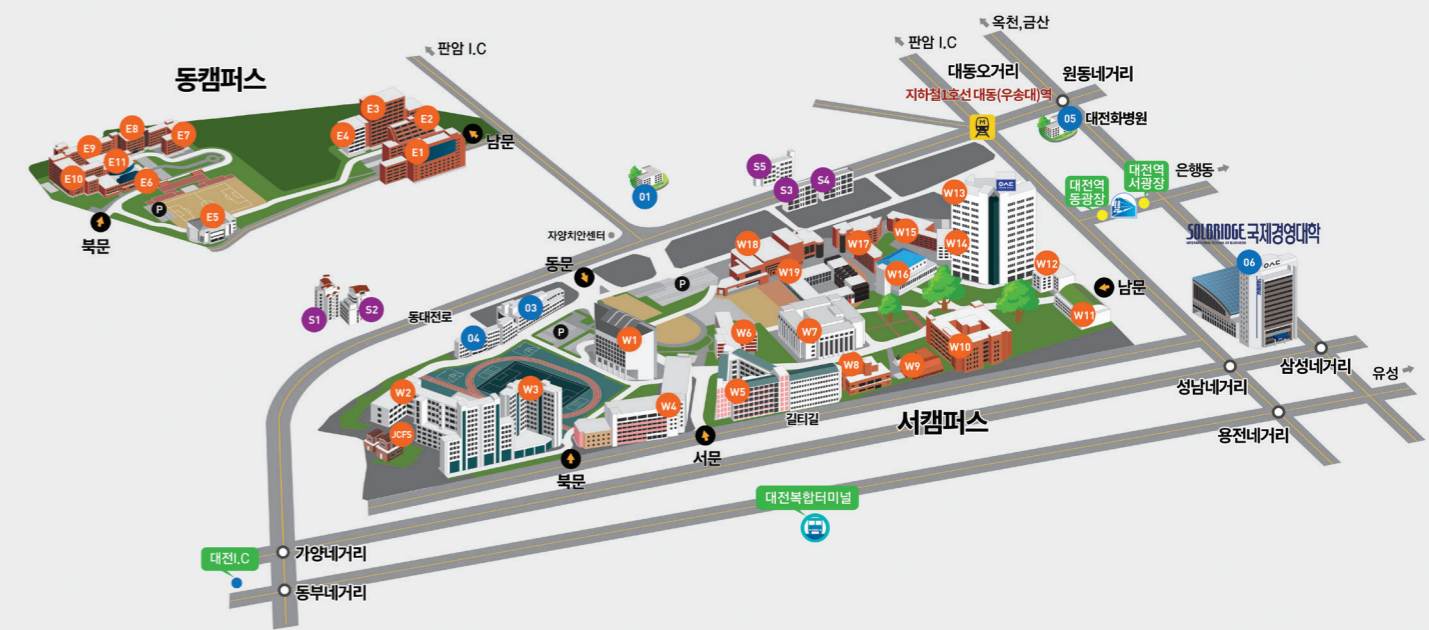 옥천,금산
판암 I.C
판암 I.C
동캠퍼스
대동오거리
원동네거리
지하철1호선 대동(우송대)역
05
대전화병원
E3
E2
E4
E1
남문
E8
E7
E9
E11
E10
E6
P
E5
북문
01
S5
S3
S4
대전역
동광장
대전역
서광장
은행동
자양치안센터
동문
W13
W14
W15
W17
W16
W18
W19
W12
W11
남문
SOLBRIDGE 국제경영대학
INTERNATIONAL SCHOOL OF BUSINESS
06
S1
S2
동대전로
03
04
P
P
W1
W6
W7
W10
W9
W8
W5
W2
W3
W4
JCFS
길티길
서캠퍼스
성남네거리
삼성네거리
유성
용전네거리
서문
북문
대전복합터미널
가양네거리
대전I.C
동부네거리